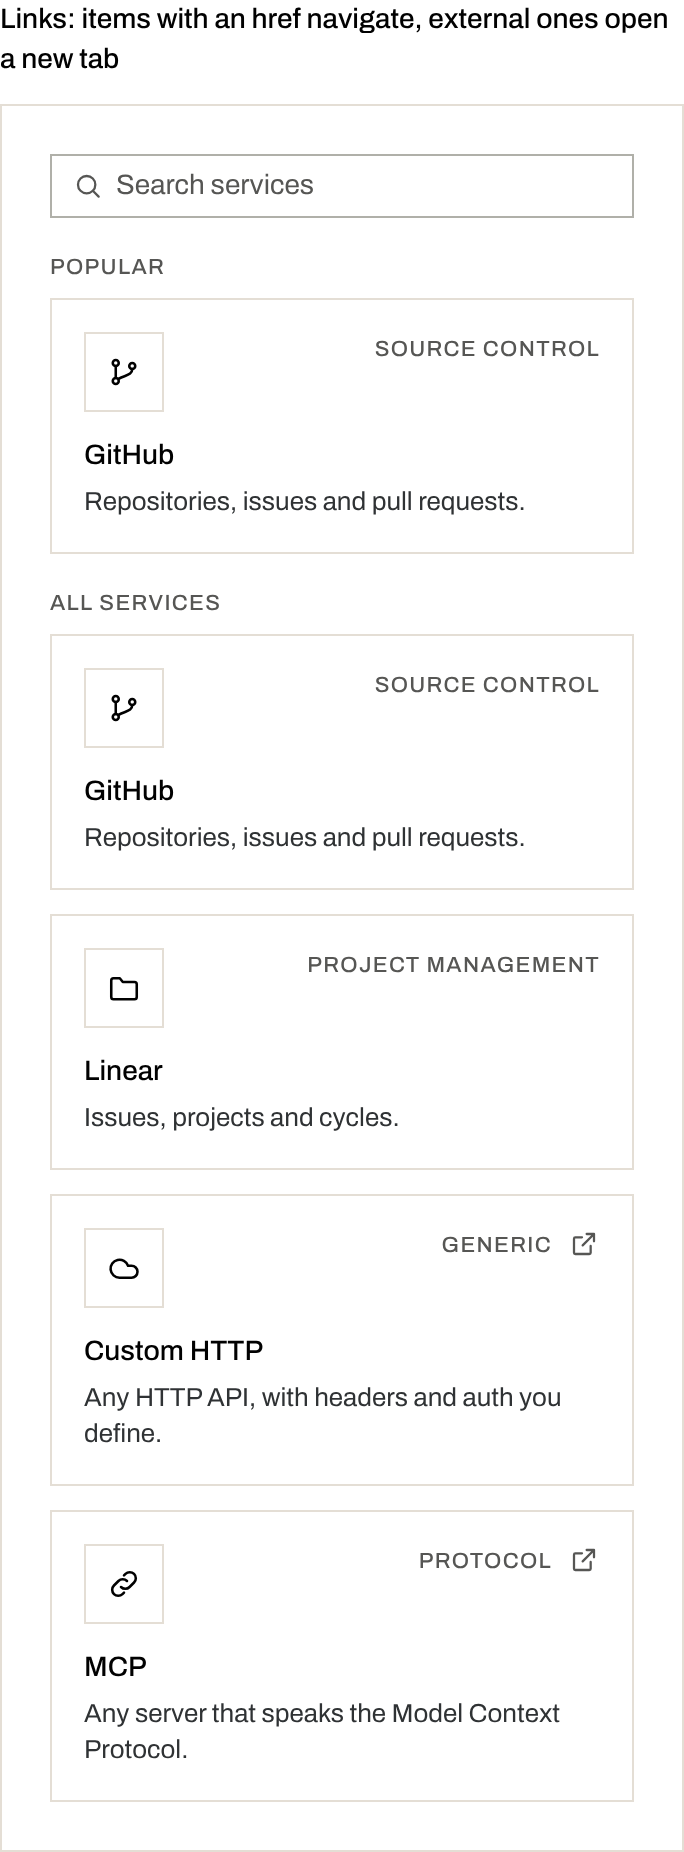 Links: items with an href navigate, external ones open
a new tab
Search services
POPULAR
SOURCE CONTROL
GitHub
Repositories, issues and pull requests.
ALL SERVICES
SOURCE CONTROL
GitHub
Repositories, issues and pull requests.
PROJECT MANAGEMENT
Linear
Issues, projects and cycles.
GENERIC
Custom HTTP
Any HTTP API, with headers and auth you
define.
PROTOCOL
MCP
Any server that speaks the Model Context
Protocol.